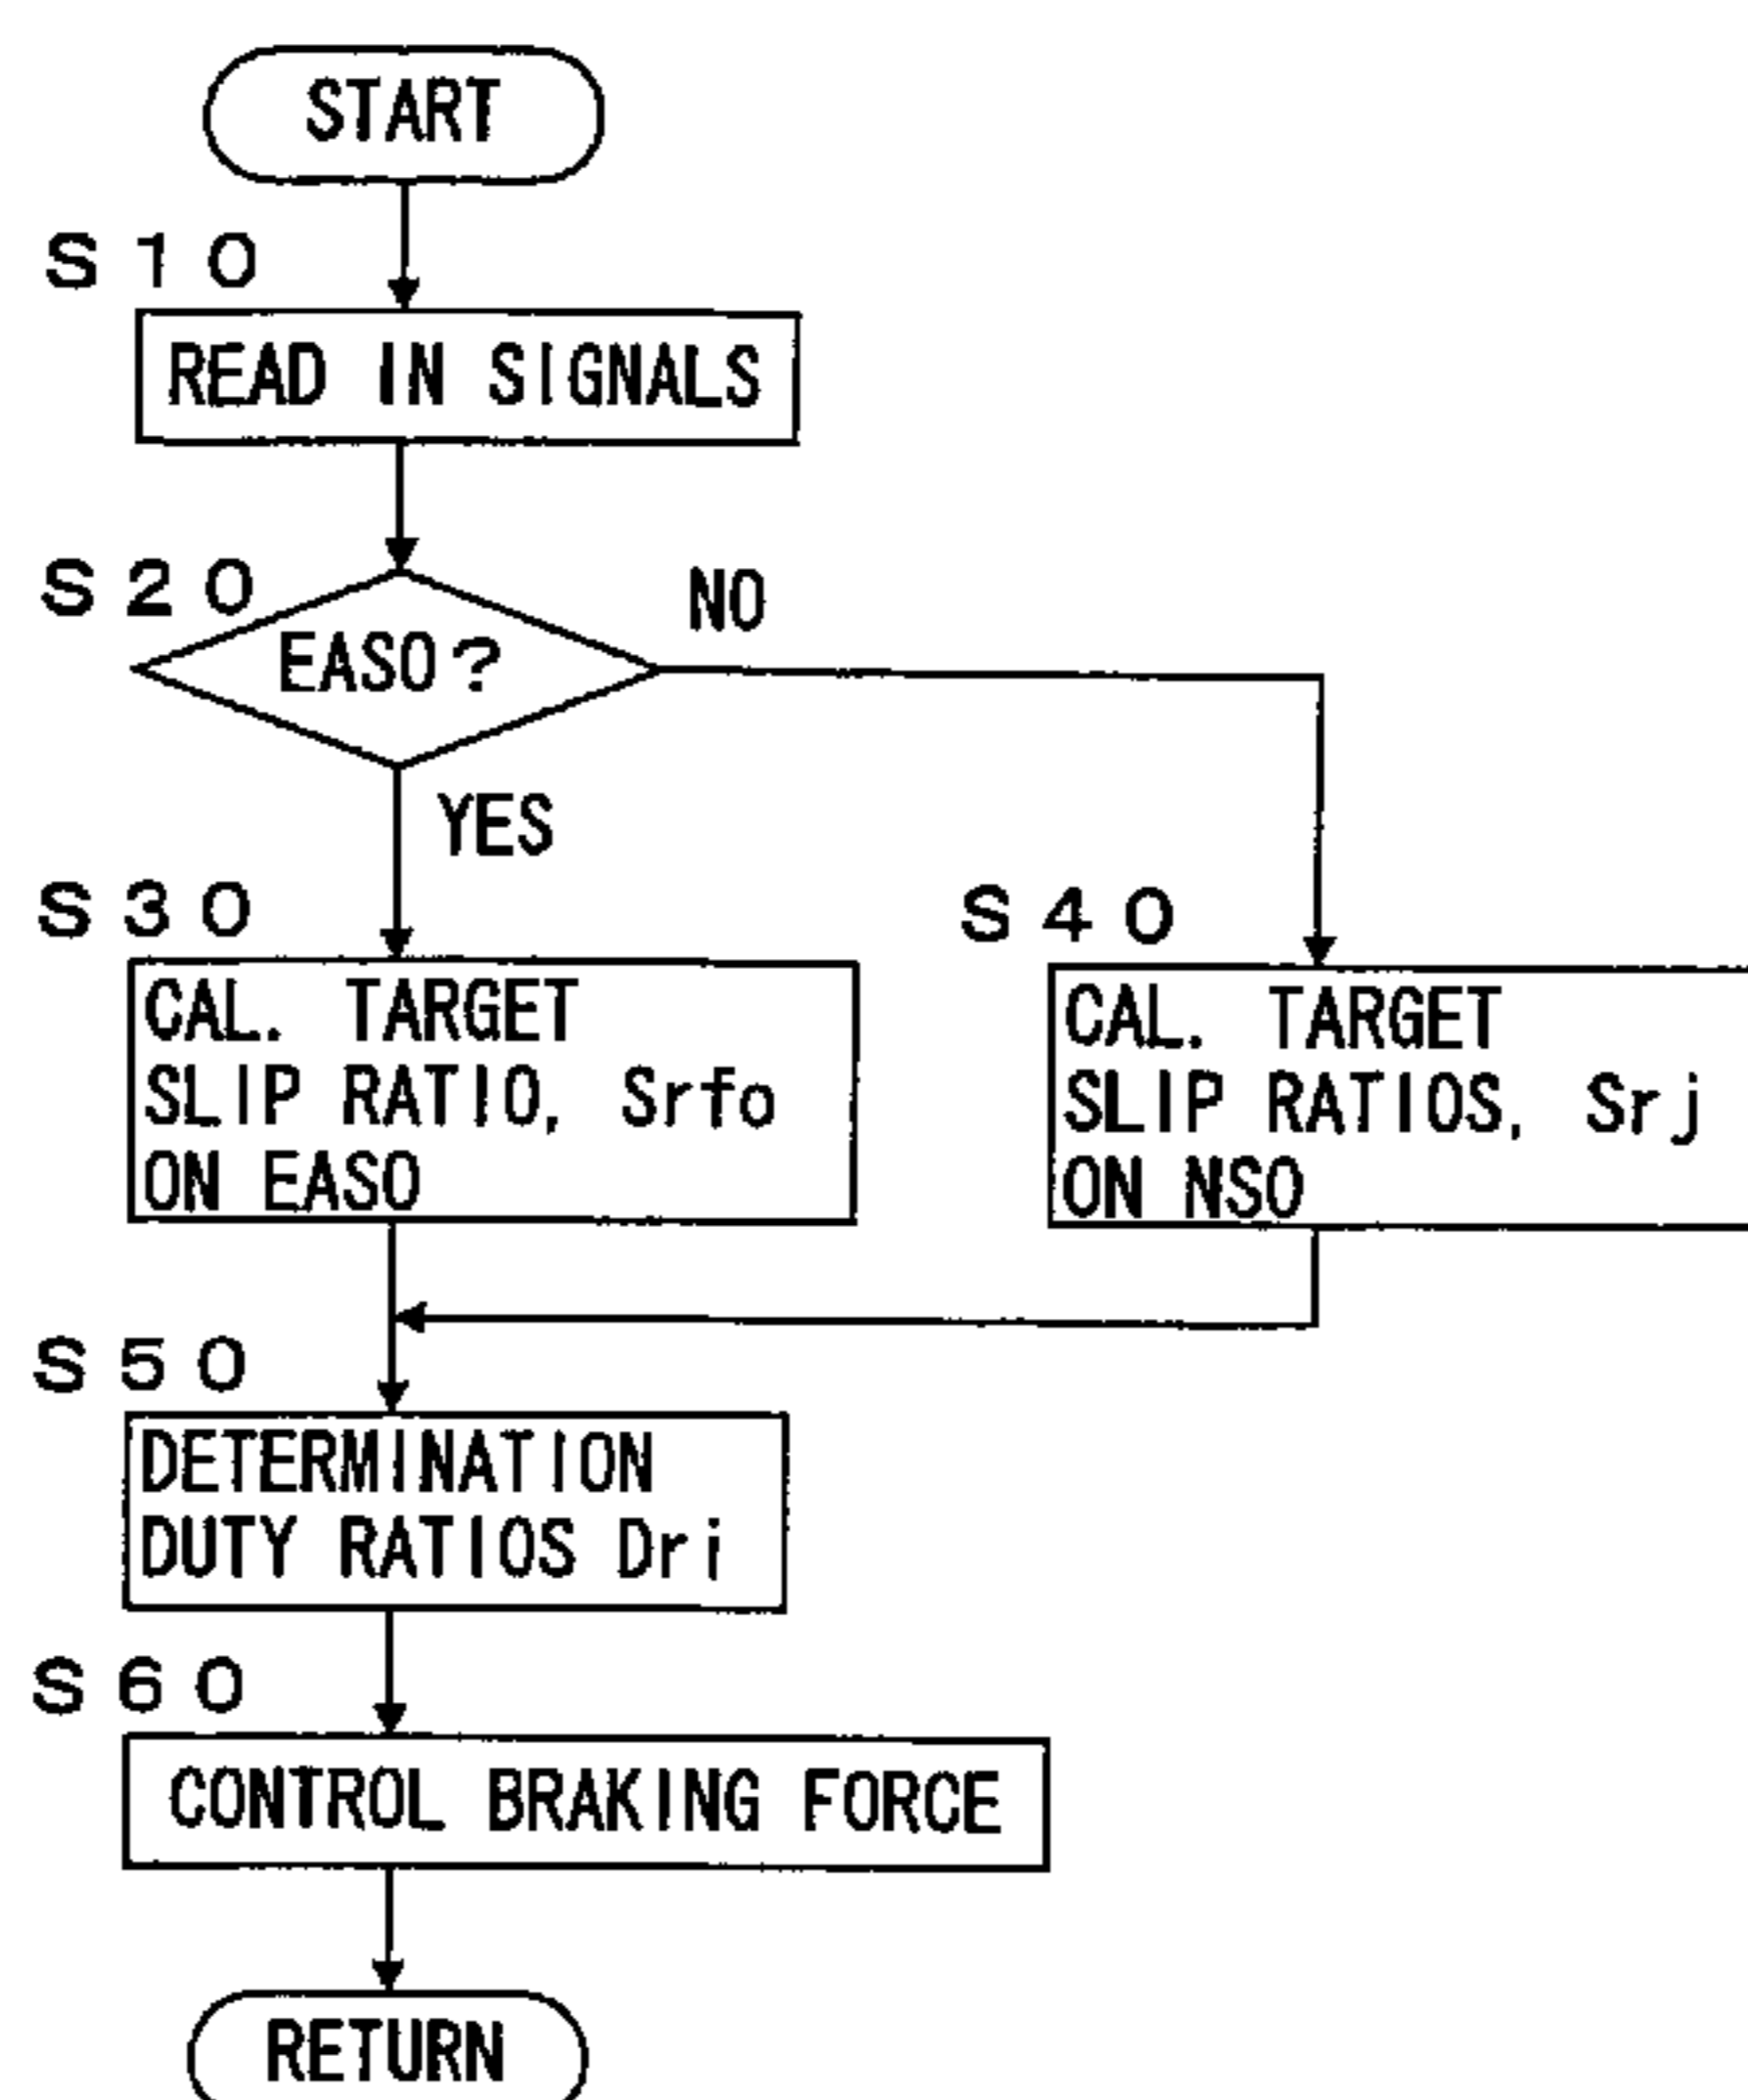 START
S10
READ IN SIGNALS
S20
EASO?
NO
YES
S30
CAL. TARGET
SLIP RATIO, Srfo
ON EASO
S40
CAL. TARGET
SLIP RATIOS, Srj
ON NSO
S50
DETERMINATION
DUTY RATIOS Dri
S60
CONTROL BRAKING FORCE
RETURN